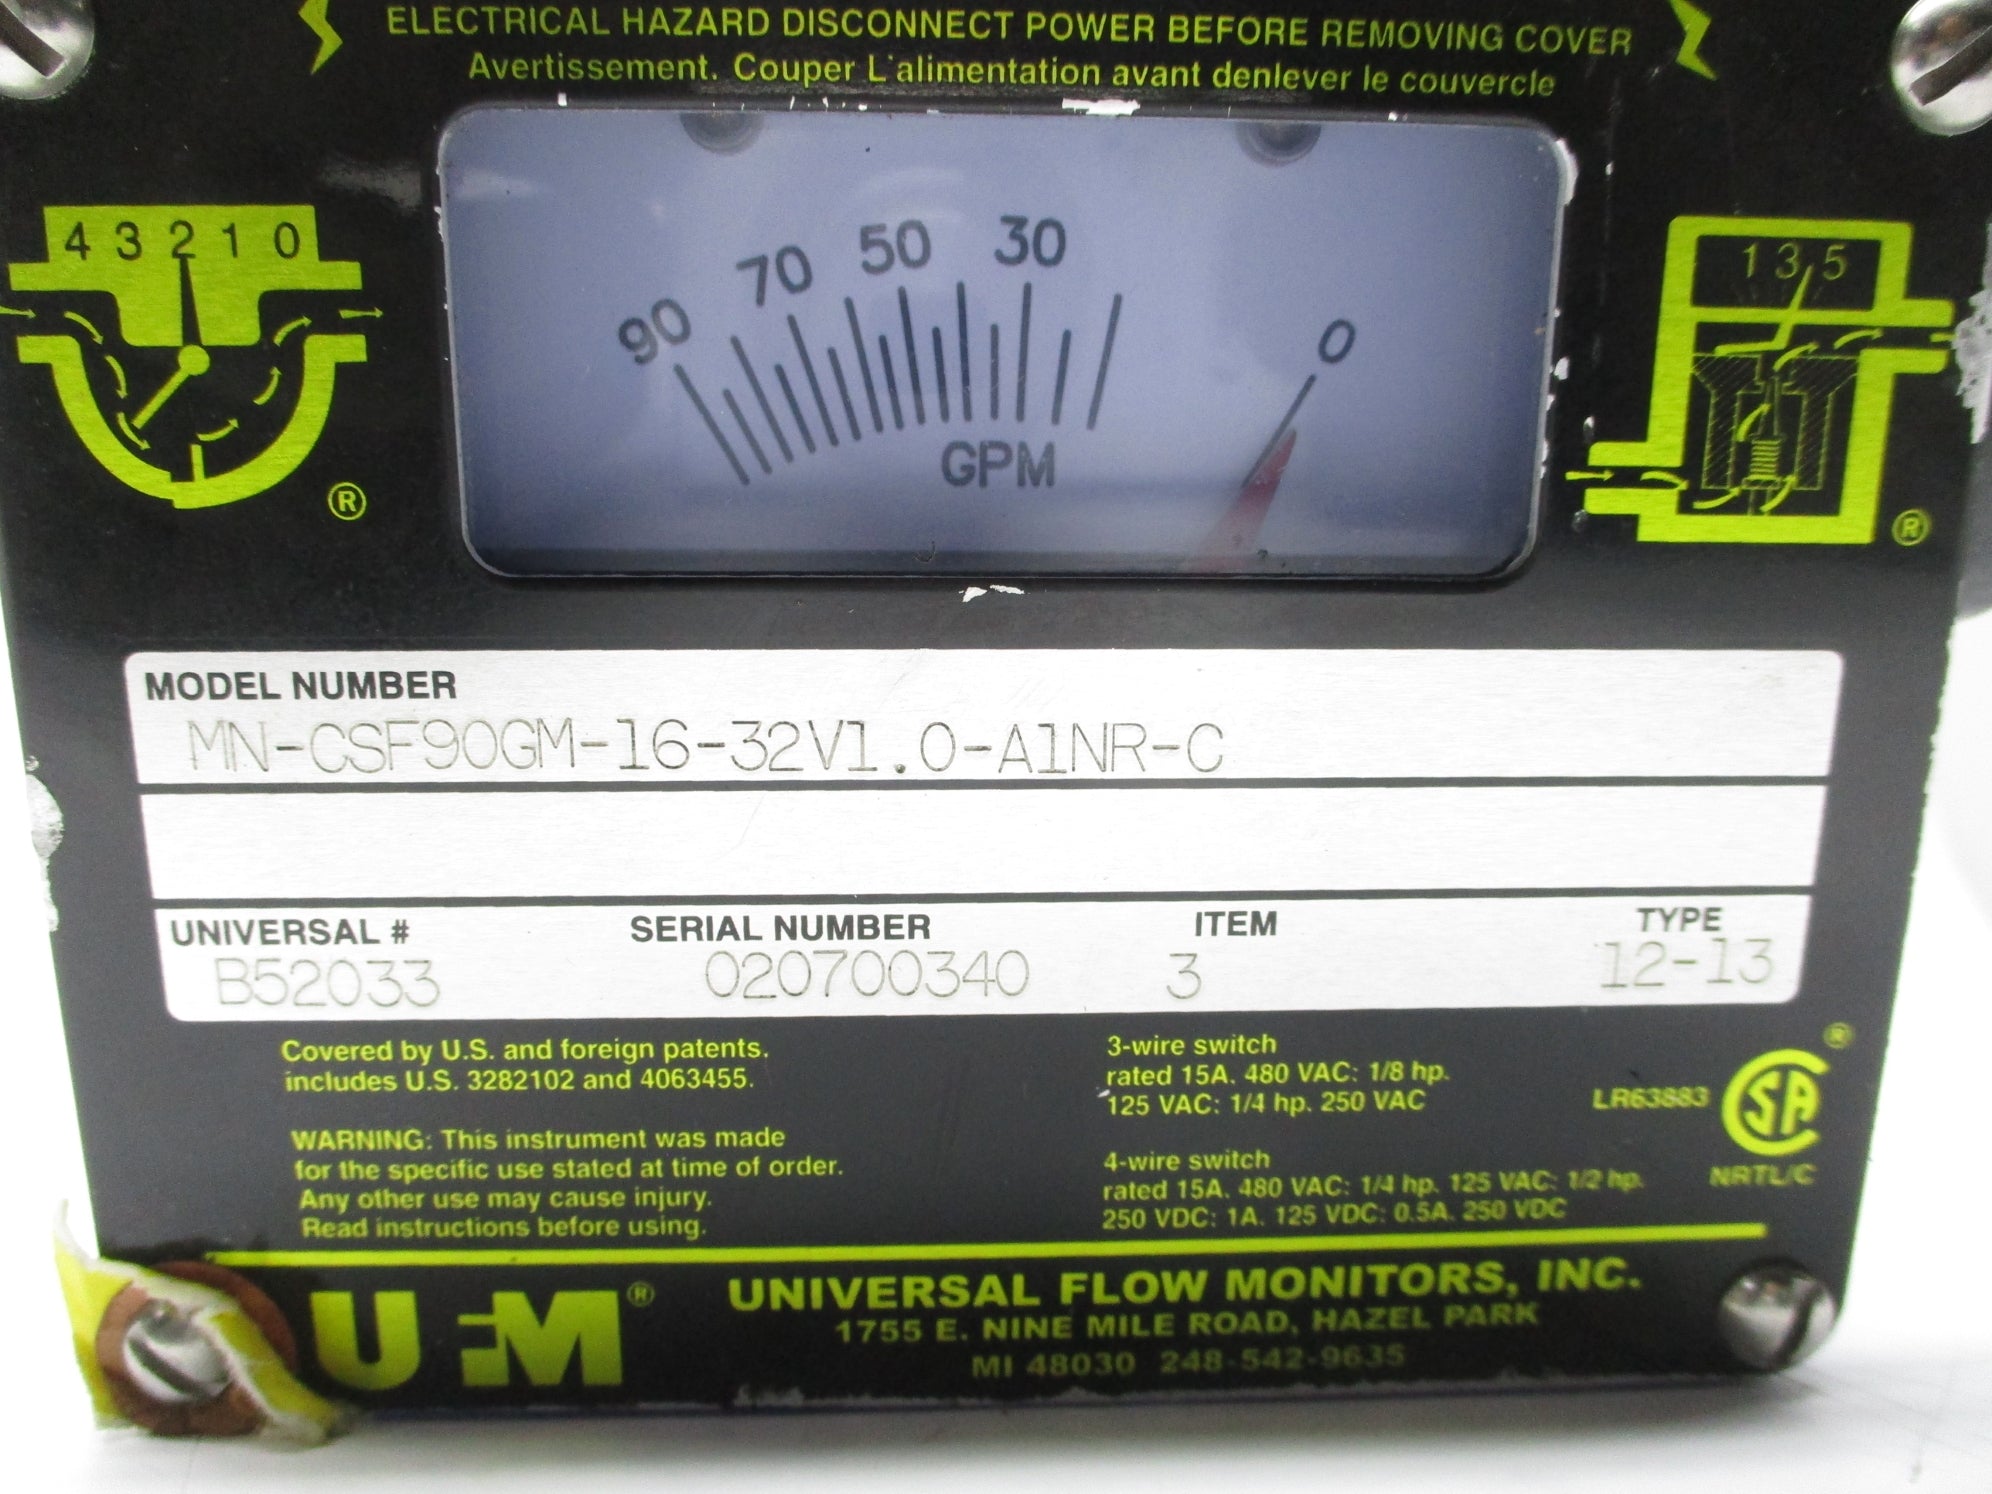 ELECTRICAL HAZARD DISCONNECT POWER BEFORE REMOVING COVER
Avertissement. Couper L'alimentation avant denlever le couvercle
4 3 2 1 0
®
90 70 50 30 0
GPM
1 3 5
®
MODEL NUMBER
MN-CSF90GM-16-32V1.0-A1NR-C
UNIVERSAL # SERIAL NUMBER ITEM TYPE
B52033 020700340 3 12-13
Covered by U.S. and foreign patents.
includes U.S. 3282102 and 4063455.
WARNING: This instrument was made
for the specific use stated at time of order.
Any other use may cause injury.
Read instructions before using.
3-wire switch
rated 15A. 480 VAC: 1/8 hp.
125 VAC: 1/4 hp. 250 VAC
4-wire switch
rated 15A. 480 VAC: 1/4 hp. 125 VAC: 1/2 hp.
250 VDC: 1A. 125 VDC: 0.5A. 250 VDC
LR63883
CSA ®
NRTL/C
UFM ®
UNIVERSAL FLOW MONITORS, INC.
1755 E. NINE MILE ROAD, HAZEL PARK
MI 48030 248-542-9635